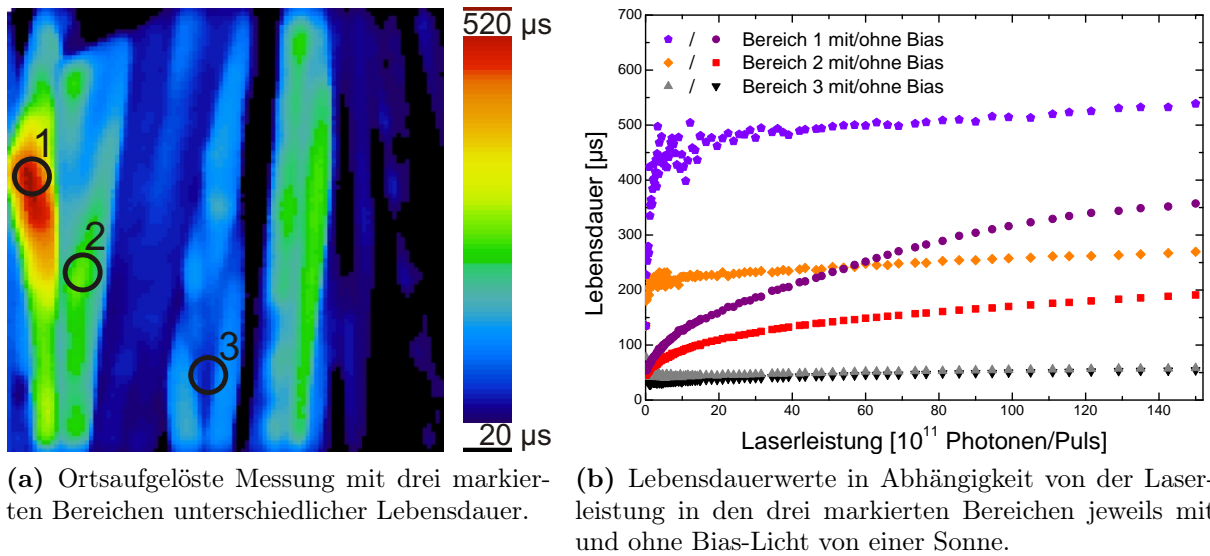 1
2
3
520 µs
20 µs
700
600
500
400
300
200
100
0
0
20
40
60
80
100
120
140
Lebensdauer [µs]
Laserleistung [10¹¹ Photonen/Puls]
/ Bereich 1 mit/ohne Bias
/ Bereich 2 mit/ohne Bias
/ Bereich 3 mit/ohne Bias
(a) Ortsaufgelöste Messung mit drei markier-
ten Bereichen unterschiedlicher Lebensdauer.
(b) Lebensdauerwerte in Abhängigkeit von der Laser-
leistung in den drei markierten Bereichen jeweils mit
und ohne Bias-Licht von einer Sonne.